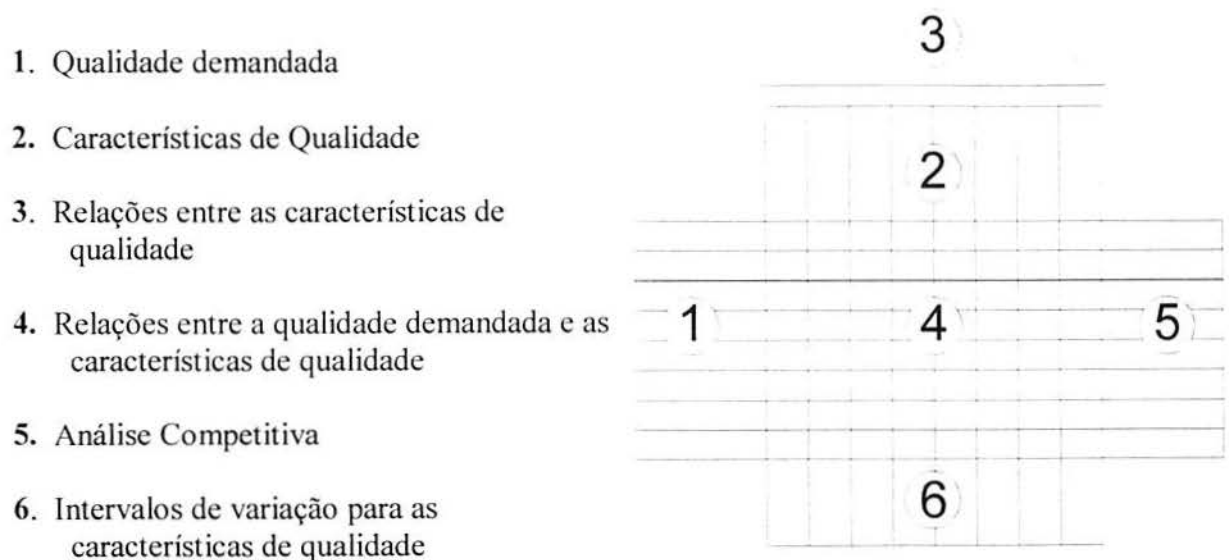 1. Qualidade demandada
2. Características de Qualidade
3. Relações entre as características de
qualidade
4. Relações entre a qualidade demandada e as
características de qualidade
5. Análise Competitiva
6. Intervalos de variação para as
características de qualidade
3
2
1
4
5
6